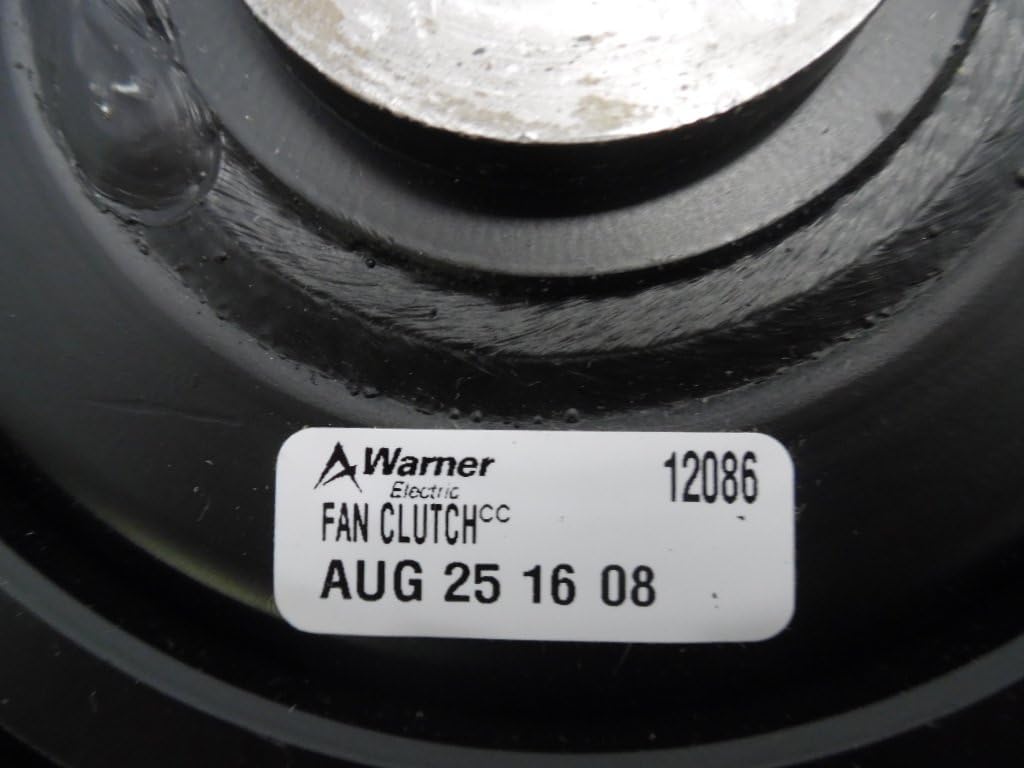 Warner 12086
Electric
FAN CLUTCHCC
AUG 25 16 08